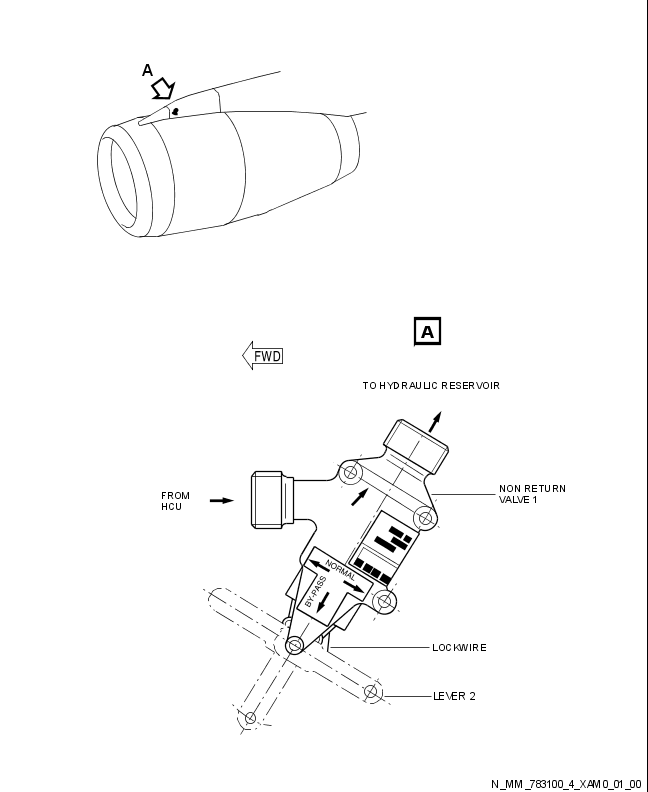 A
A
FWD
TO HYDRAULIC RESERVOIR
FROM
HCU
NON RETURN
VALVE 1
NORMAL
BY-PASS
LOCKWIRE
LEVER 2
N_MM_783100_4_XAM0_01_00